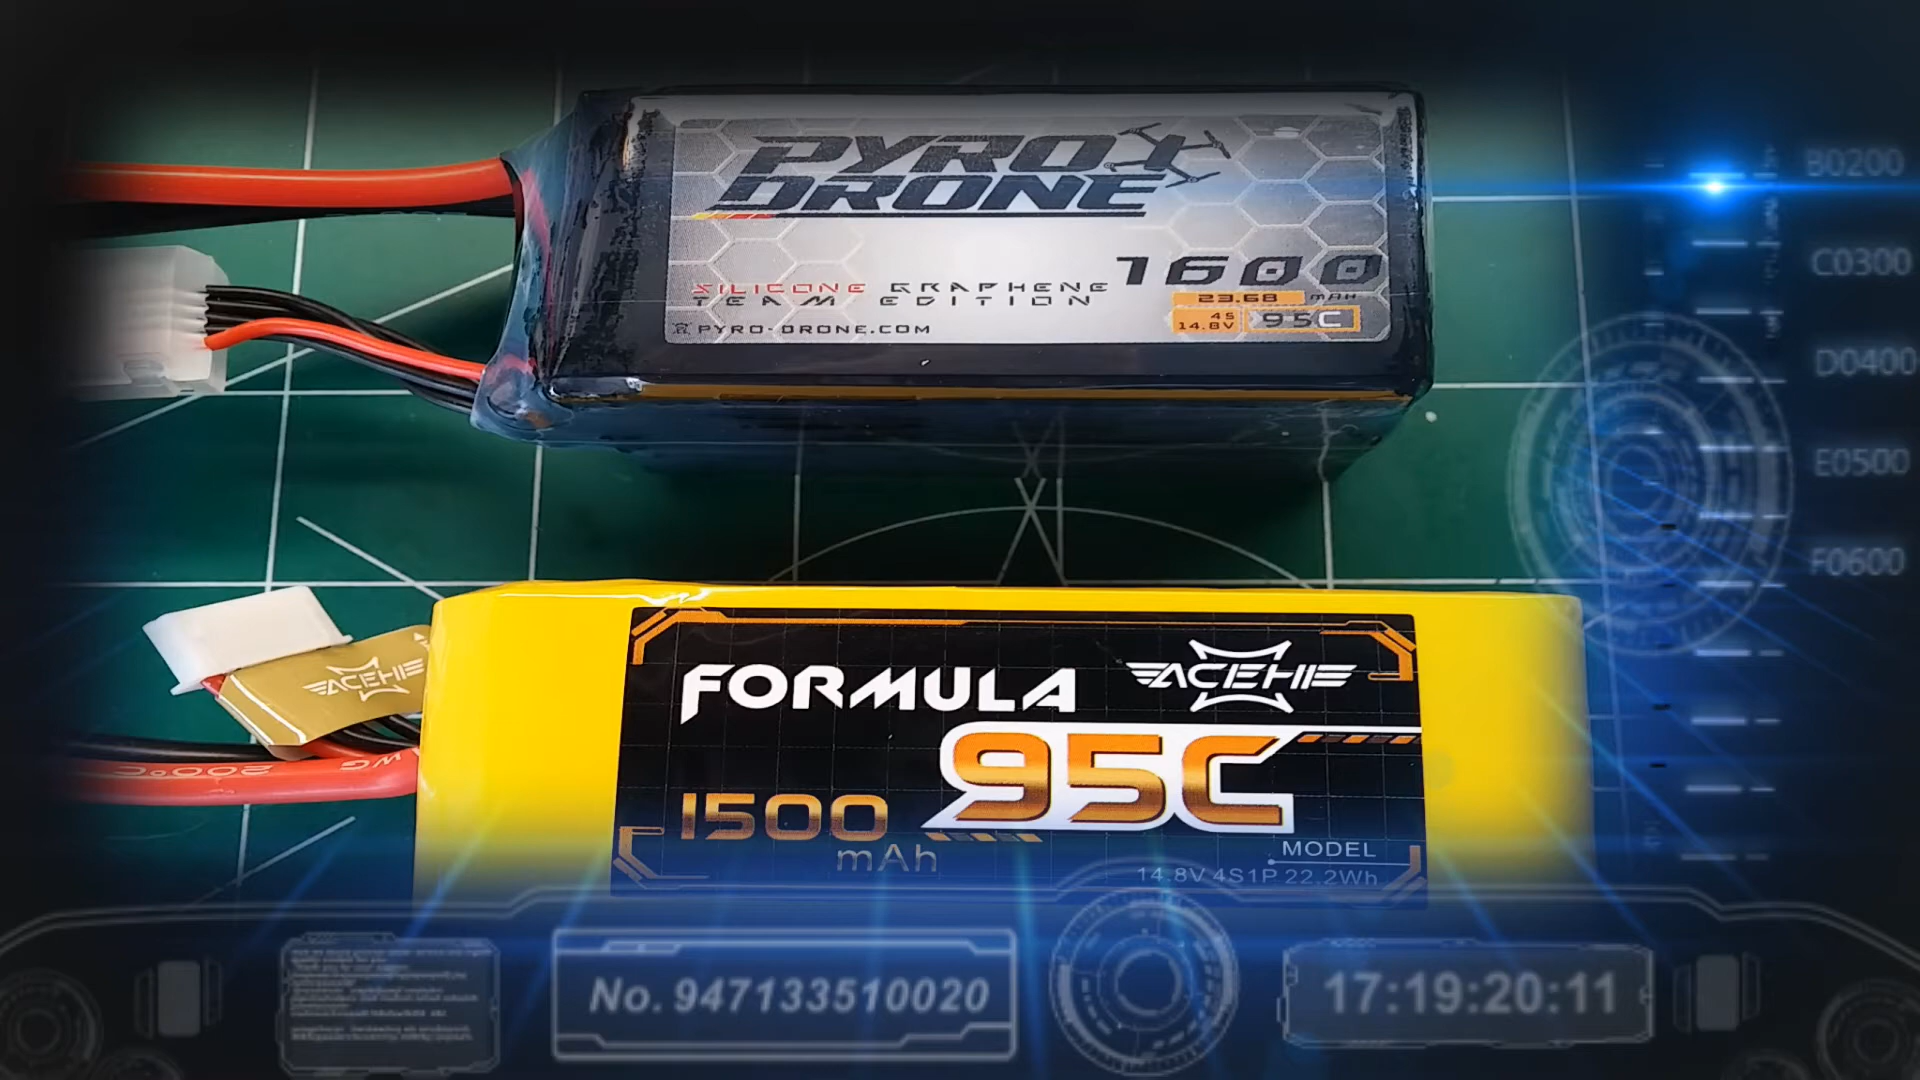 PYRO
DRONE
1600
SILICONE GRAPHENE
TEAM EDITION
23.68 mAH
4S
14.8V
95C
PYRO-DRONE.COM
ACEHE
200°C WG
FORMULA
ACEHE
95C
1500
mAh
MODEL
14.8V 4S1P 22.2Wh
B0200
C0300
D0400
E0500
F0600
No. 947133510020
17:19:20:11